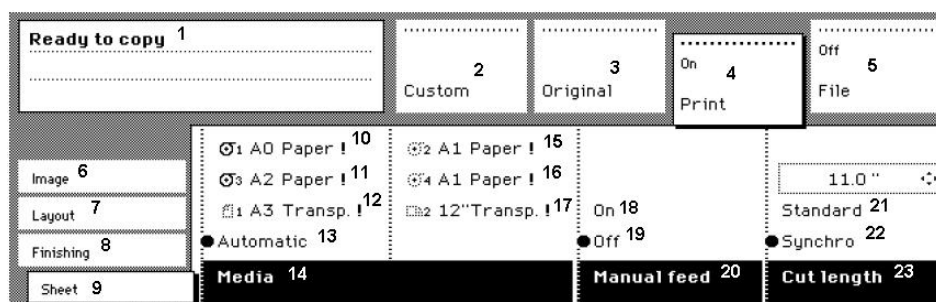 Ready to copy 1
2
Custom
3
Original
On 4
Print
Off
5
File
Image 6
Layout 7
Finishing 8
Sheet 9
1 A0 Paper ! 10
3 A2 Paper ! 11
1 A3 Transp. ! 12
Automatic 13
Media 14
2 A1 Paper ! 15
4 A1 Paper ! 16
2 12"Transp. ! 17
On 18
Off 19
Manual feed 20
11.0 "
Standard 21
Synchro 22
Cut length 23